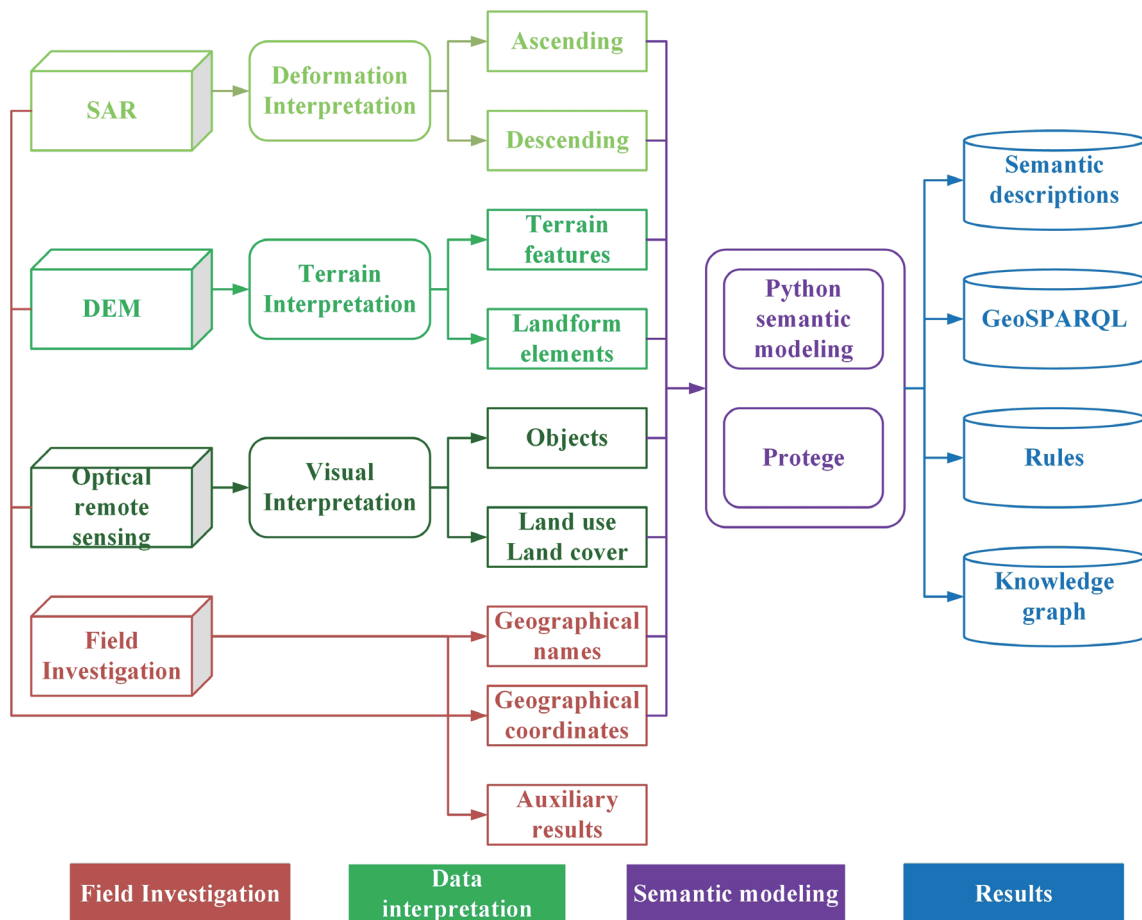 SAR
Deformation
Interpretation
Ascending
Descending
DEM
Terrain
Interpretation
Terrain
features
Landform
elements
Optical
remote
sensing
Visual
Interpretation
Objects
Land use
Land cover
Field
Investigation
Geographical
names
Geographical
coordinates
Auxiliary
results
Python
semantic
modeling
Protege
Semantic
descriptions
GeoSPARQL
Rules
Knowledge
graph
Field Investigation
Data
interpretation
Semantic modeling
Results